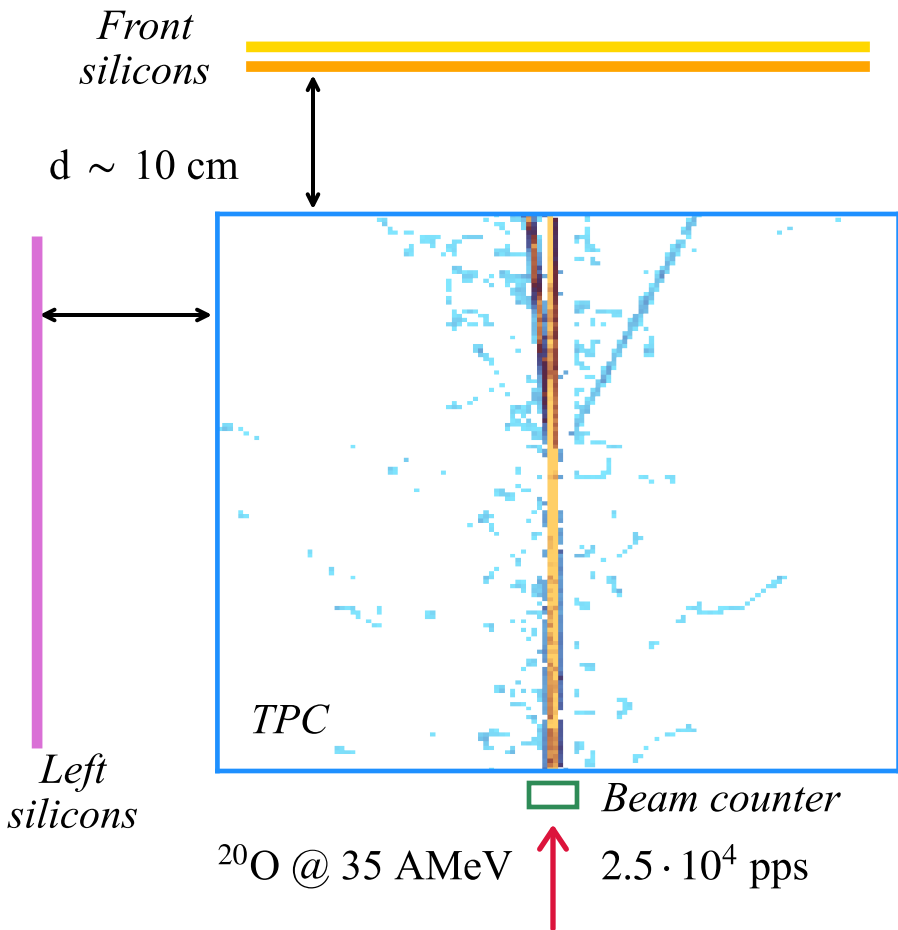 Front
silicons
d ∼ 10 cm
TPC
Left
silicons
Beam counter
²⁰O @ 35 AMeV
2.5 · 10⁴ pps